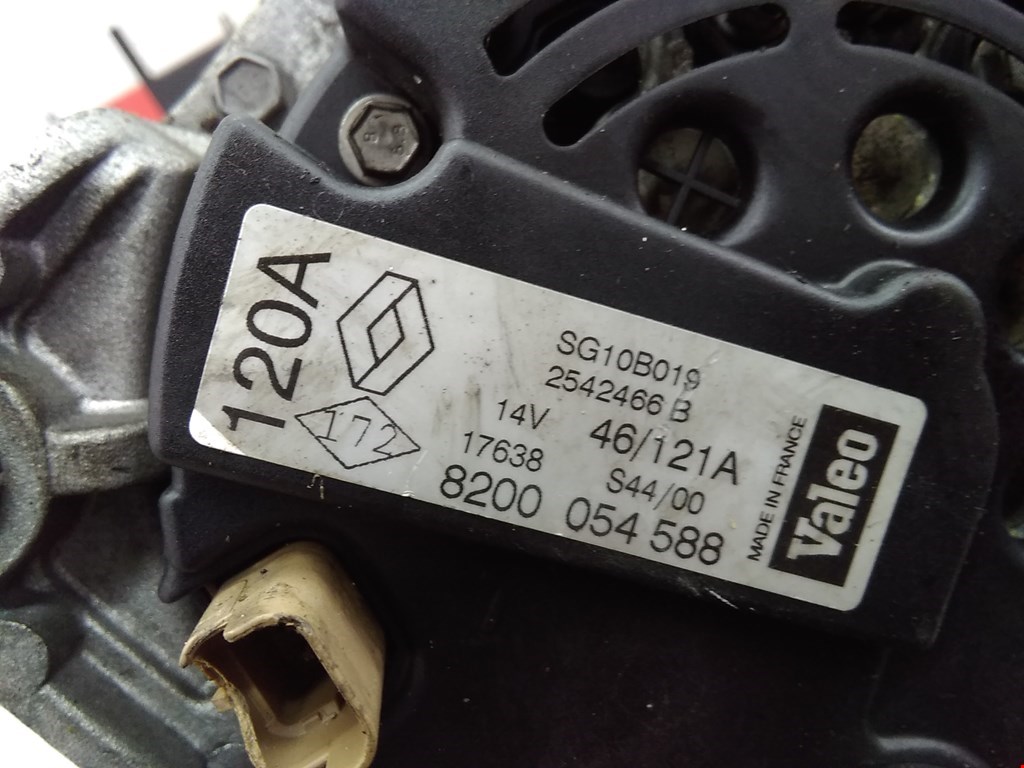 120A
172
SG10B019
2542466 B
14V 46/121A
17638 S44/00
8200 054 588
MADE IN FRANCE
Valeo